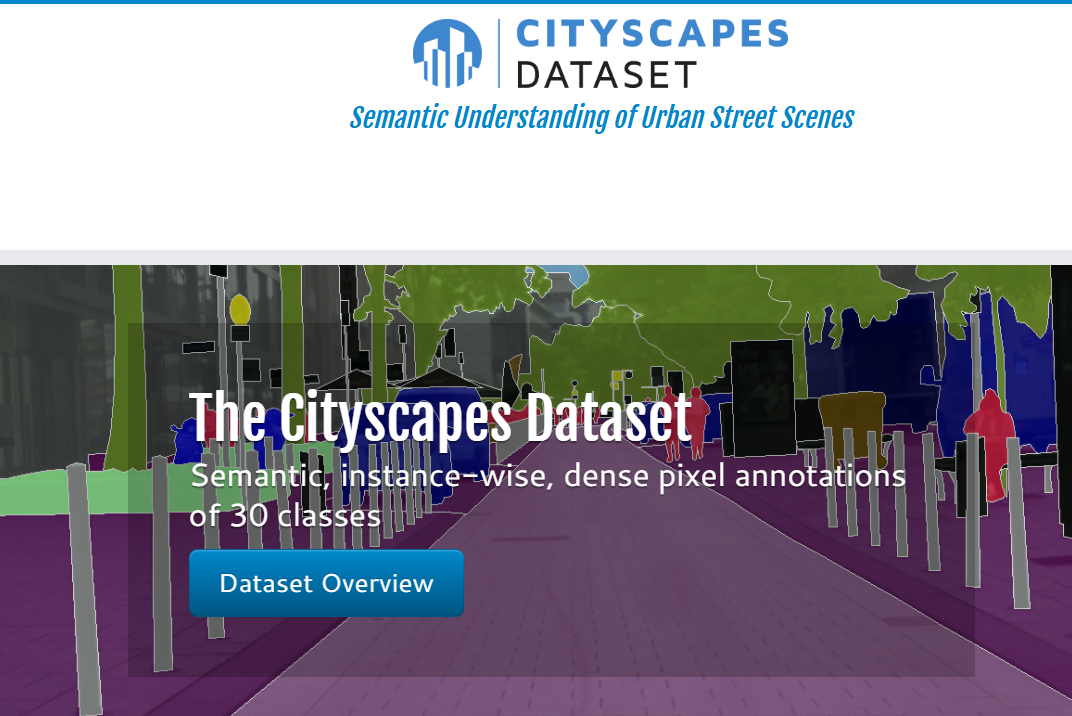 CITYSCAPES
DATASET
Semantic Understanding of Urban Street Scenes
The Cityscapes Dataset
Semantic, instance-wise, dense pixel annotations
of 30 classes
Dataset Overview